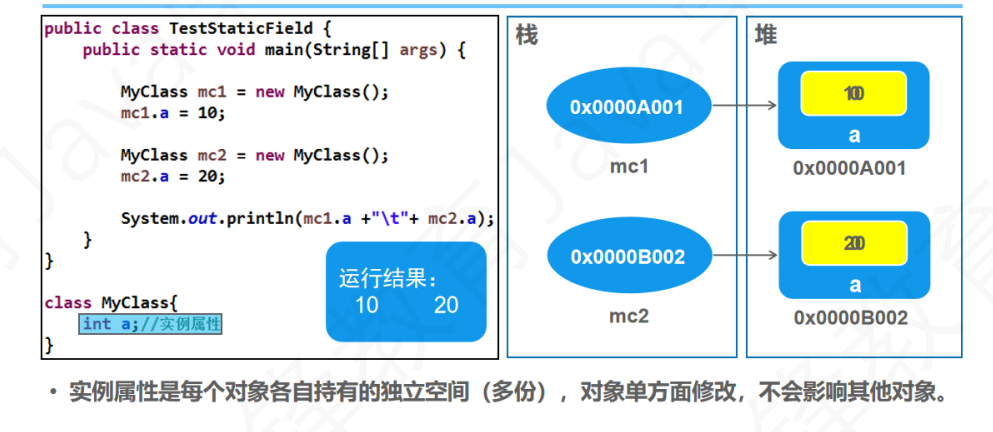 public class TestStaticField {
public static void main(String[] args) {
MyClass mc1 = new MyClass();
mc1.a = 10;
MyClass mc2 = new MyClass();
mc2.a = 20;
System.out.println(mc1.a +"\t"+ mc2.a);
}
}
class MyClass{
int a;//实例属性
}
运行结果：
10 20
栈
0x0000A001
mc1
0x0000B002
mc2
堆
a
0x0000A001
a
0x0000B002
• 实例属性是每个对象各自持有的独立空间（多份），对象单方面修改，不会影响其他对象。